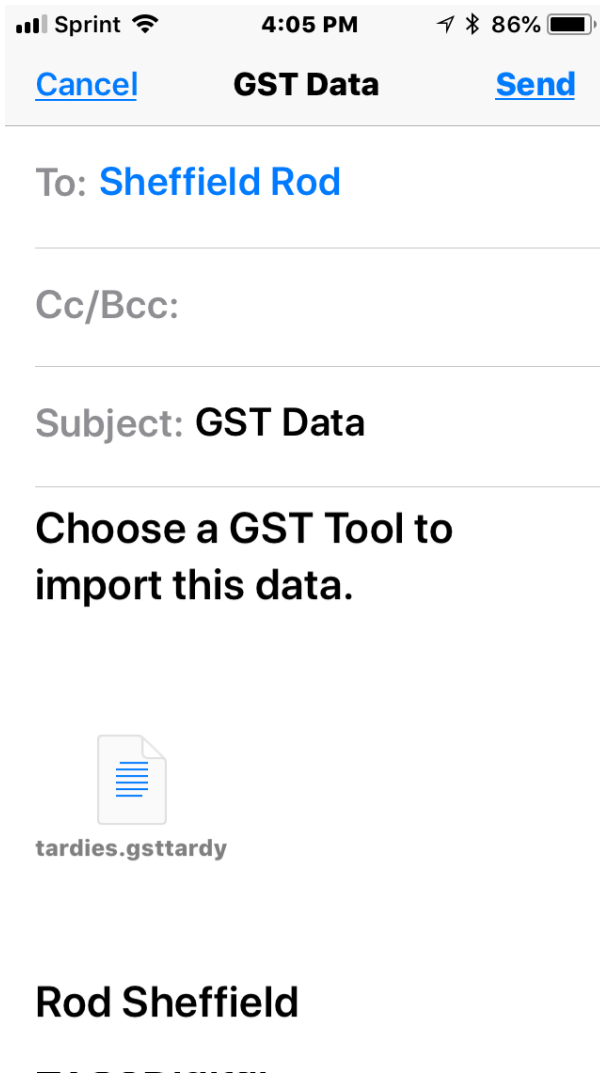 Sprint 4:05 PM 86%
Cancel GST Data Send
To: Sheffield Rod
Cc/Bcc:
Subject: GST Data
Choose a GST Tool to
import this data.
tardies.gsttardy
Rod Sheffield